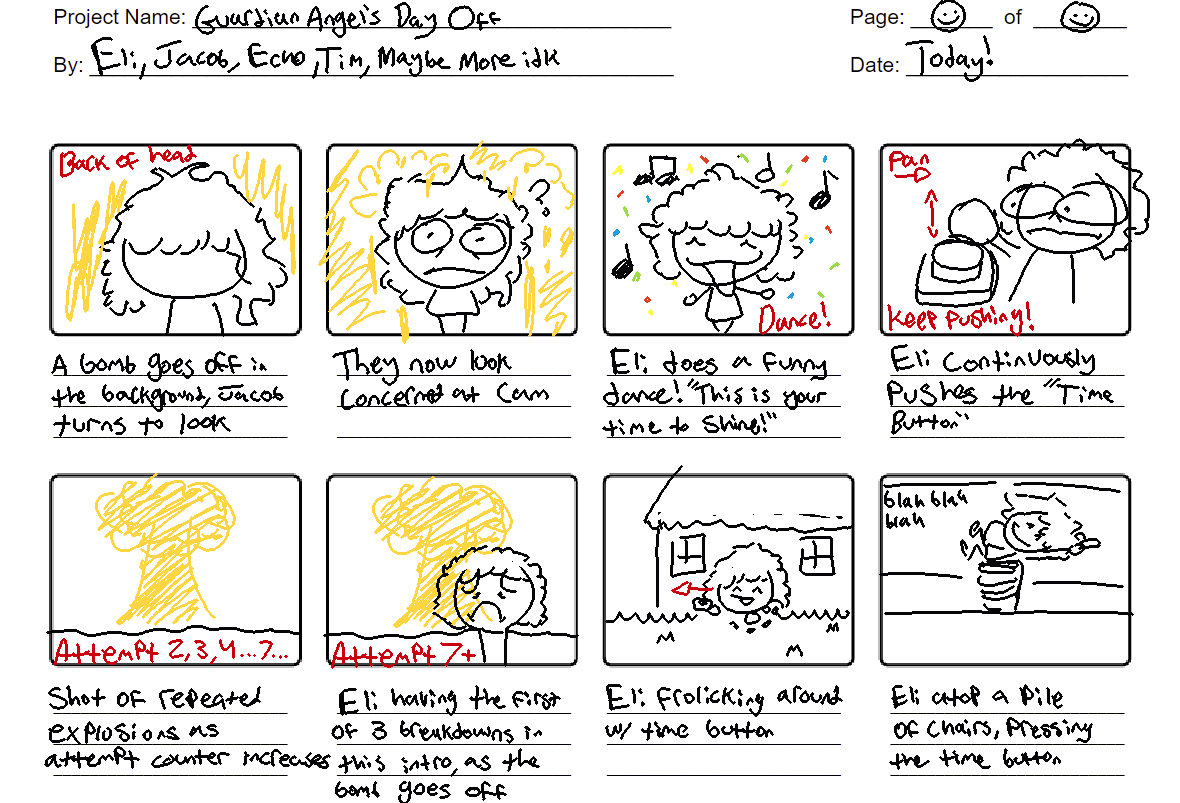 Project Name: Guardian Angel's Day Off
Page: of
By: Eli, Jacob, Echo, Tim, Maybe More idk
Date: Today!
Back of head
A bomb goes off in
the background, Jacob
turns to look
They now look
concerned at Cam
Dance!
Eli does a funny
dance! "This is your
time to shine!"
Pan
Keep pushing!
Eli Continuously
Pushes the "Time
Button"
Attempt 2,3,4...7...
Shot of repeated
explosions as
attempt counter increases
Attempt 7+
Eli having the first
of 3 breakdowns in
this intro, as the
bomb goes off
Eli frolicking around
w/ time button
blah blah
blah
Eli atop a pile
of chairs, pressing
the time button